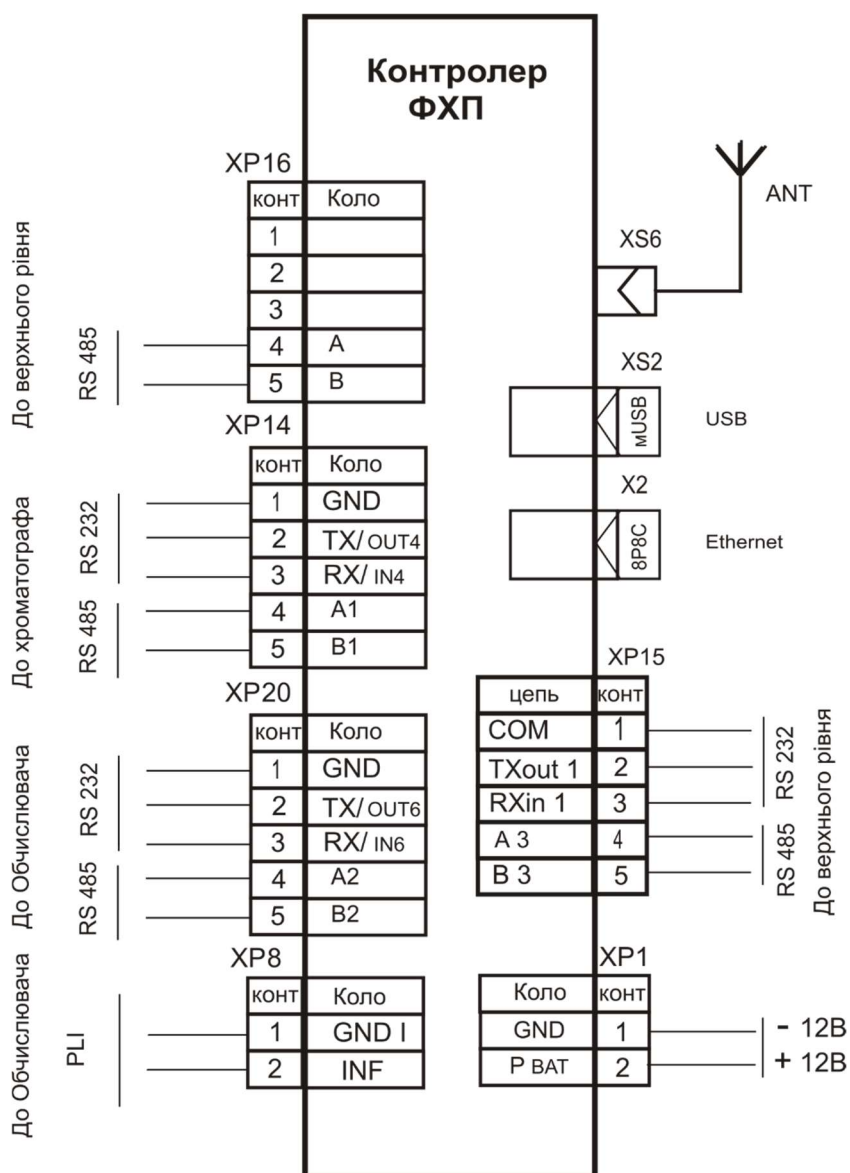 Контролер
ФХП
XP16
конт Коло
1
2
3
4 A
5 B
До верхнього рівня
RS 485
XP14
конт Коло
1 GND
2 TX/ OUT4
3 RX/ IN4
4 A1
5 B1
До хроматографа
RS 232
RS 485
XP20
конт Коло
1 GND
2 TX/ OUT6
3 RX/ IN6
4 A2
5 B2
До Обчислювача
RS 232
RS 485
XP8
конт Коло
1 GND I
2 INF
До Обчислювача
PLI
ANT
XS6
XS2
мUSB
USB
X2
8P8C
Ethernet
XP15
цепь конт
COM 1
TXout 1 2
RXin 1 3
A 3 4
B 3 5
RS 232
RS 485
До верхнього рівня
XP1
Коло конт
GND 1
P BAT 2
- 12В
+ 12В